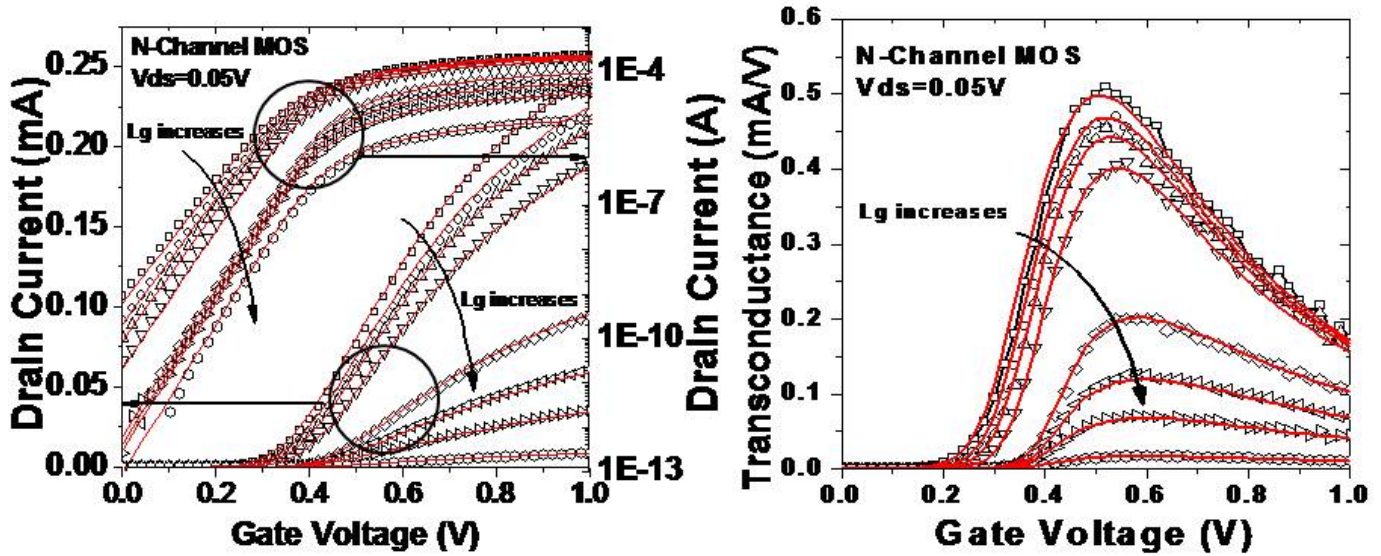 N-Channel MOS
Vds=0.05V
Lg increases
Lg increases
Drain Current (mA)
0.25
0.20
0.15
0.10
0.05
0.00
0.0 0.2 0.4 0.6 0.8 1.0
Gate Voltage (V)
1E-4
1E-7
1E-10
1E-13
Drain Current (A)
N-Channel MOS
Vds=0.05V
Lg increases
Transconductance (mA/V)
0.6
0.5
0.4
0.3
0.2
0.1
0.0
0.0 0.2 0.4 0.6 0.8 1.0
Gate Voltage (V)